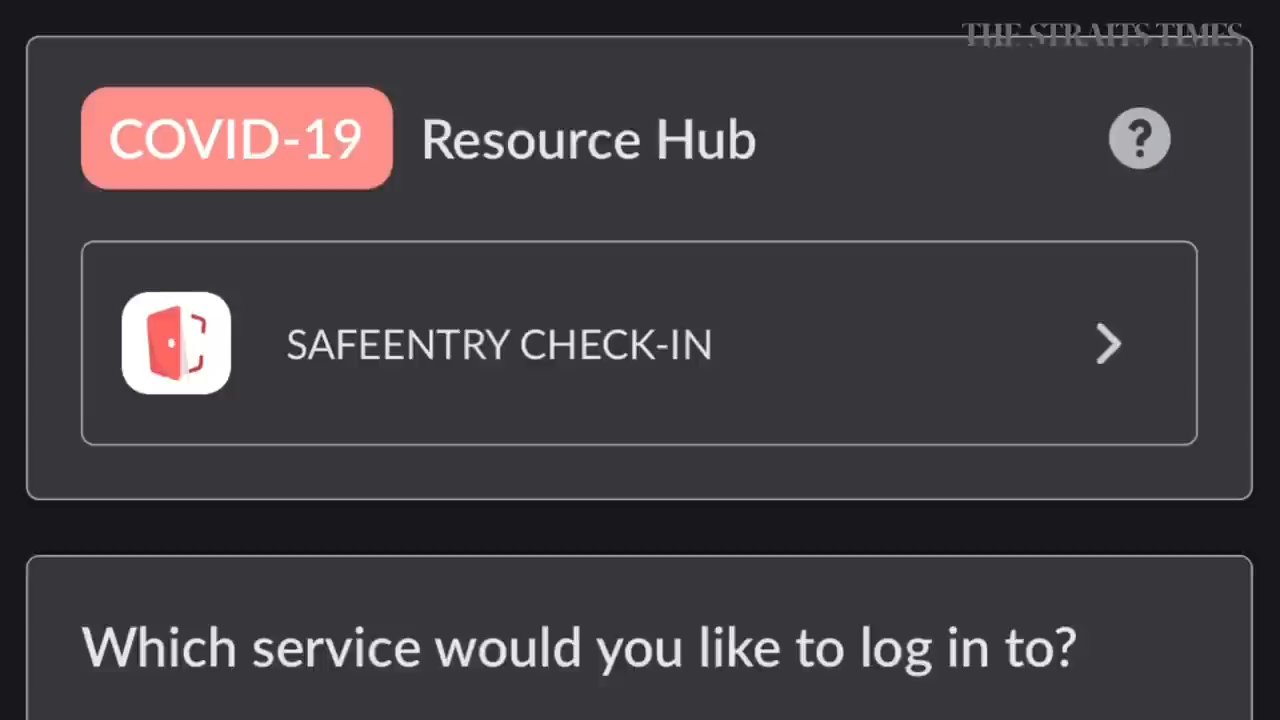 THE STRAITS TIMES
COVID-19 Resource Hub ?
SAFEENTRY CHECK-IN
Which service would you like to log in to?